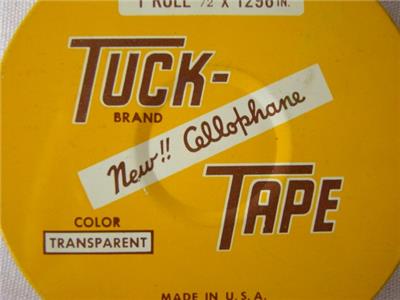 1 ROLL 1/2 X 1296 IN.
TUCK-
BRAND
New!! Cellophane
TAPE
COLOR
TRANSPARENT
MADE IN U.S.A.